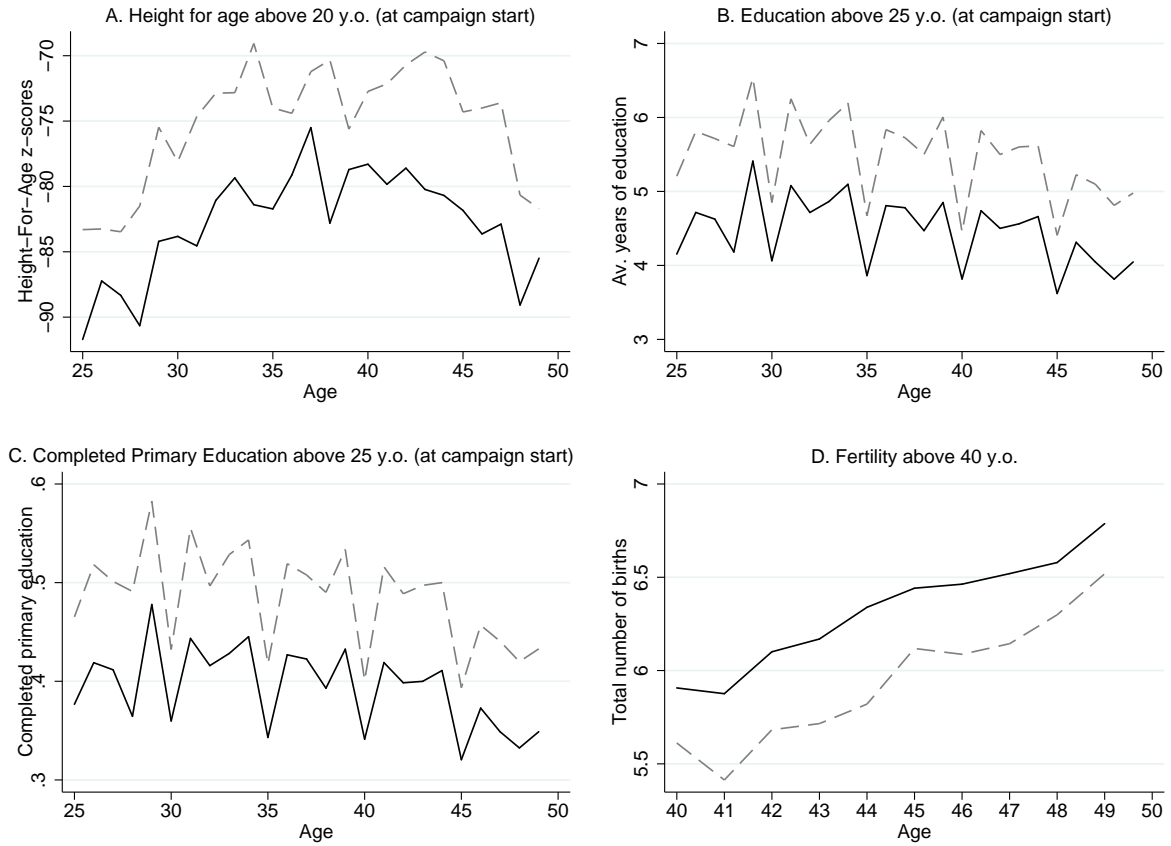 A. Height for age above 20 y.o. (at campaign start)
Height−For−Age z−scores
−70
−75
−80
−85
−90
25 30 35 40 45 50
Age
B. Education above 25 y.o. (at campaign start)
Av. years of education
7
6
5
4
3
25 30 35 40 45 50
Age
C. Completed Primary Education above 25 y.o. (at campaign start)
Completed primary education
.6
.5
.4
.3
25 30 35 40 45 50
Age
D. Fertility above 40 y.o.
Total number of births
7
6.5
6
5.5
40 41 42 43 44 45 46 47 48 49 50
Age